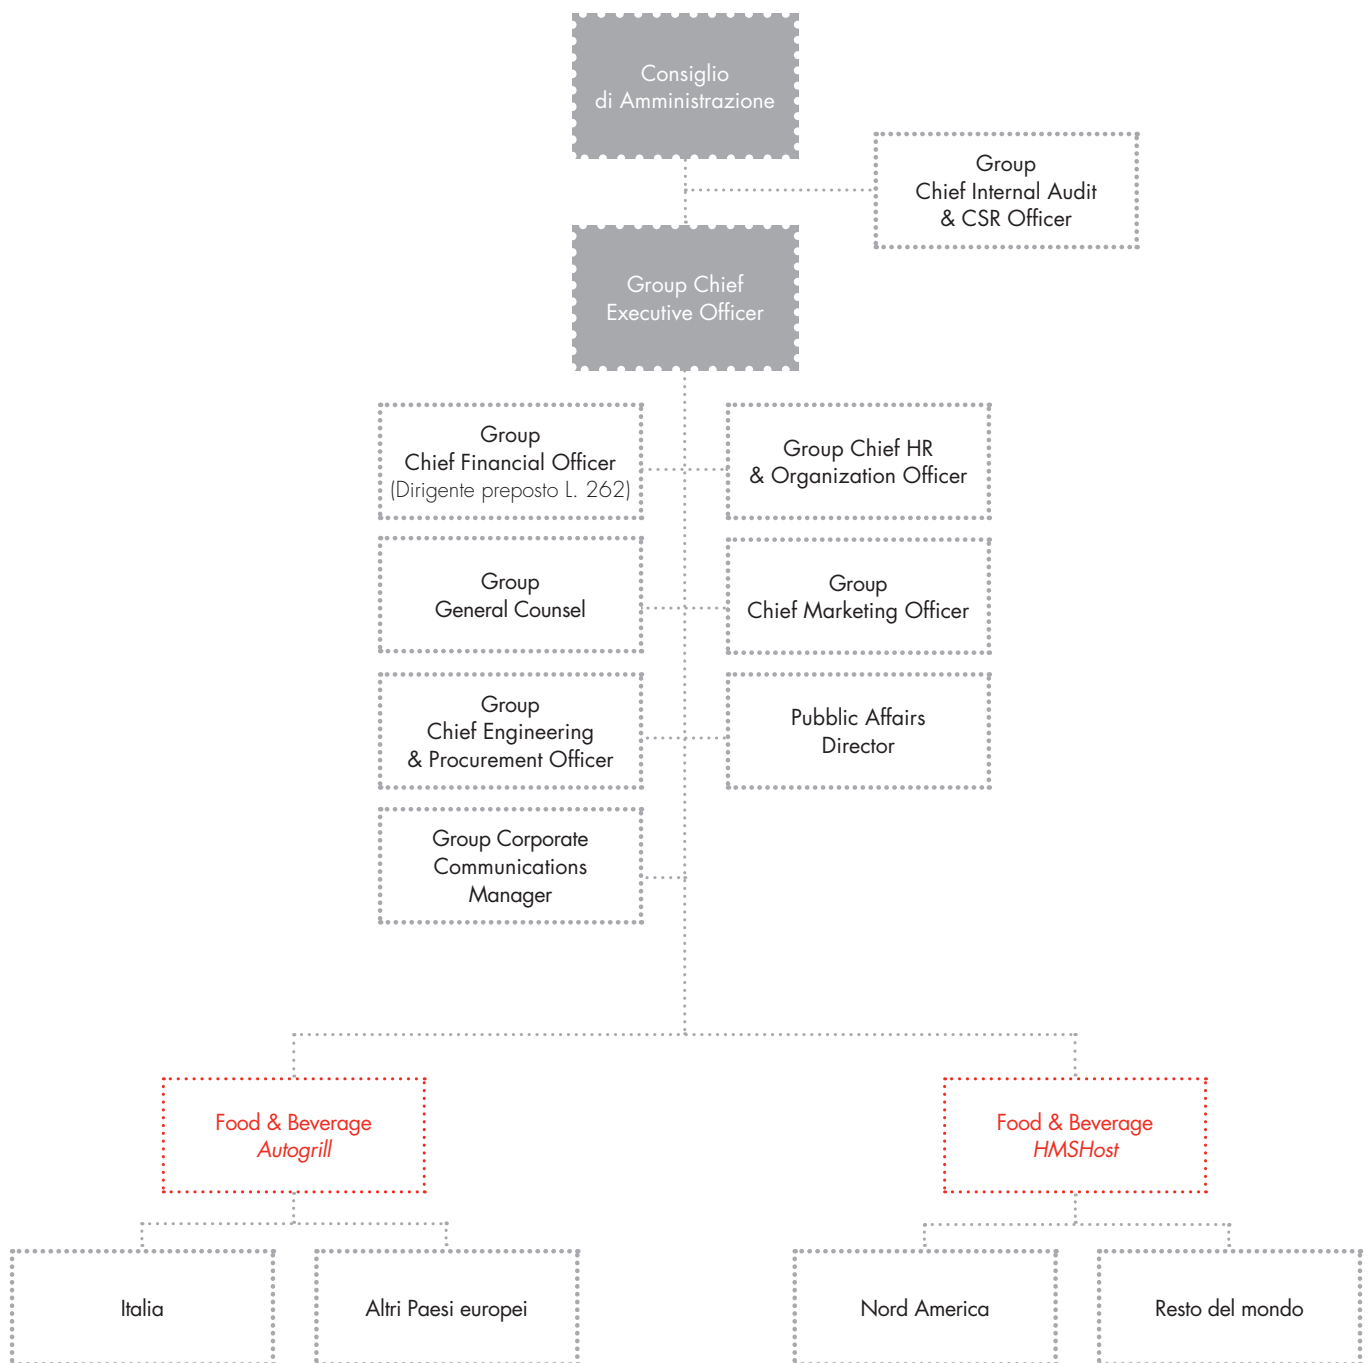 Consiglio
di Amministrazione
Group
Chief Internal Audit
& CSR Officer
Group Chief
Executive Officer
Group
Chief Financial Officer
(Dirigente preposto L. 262)
Group Chief HR
& Organization Officer
Group
General Counsel
Group
Chief Marketing Officer
Group
Chief Engineering
& Procurement Officer
Pubblic Affairs
Director
Group Corporate
Communications
Manager
Food & Beverage
Autogrill
Food & Beverage
HMSHost
Italia
Altri Paesi europei
Nord America
Resto del mondo